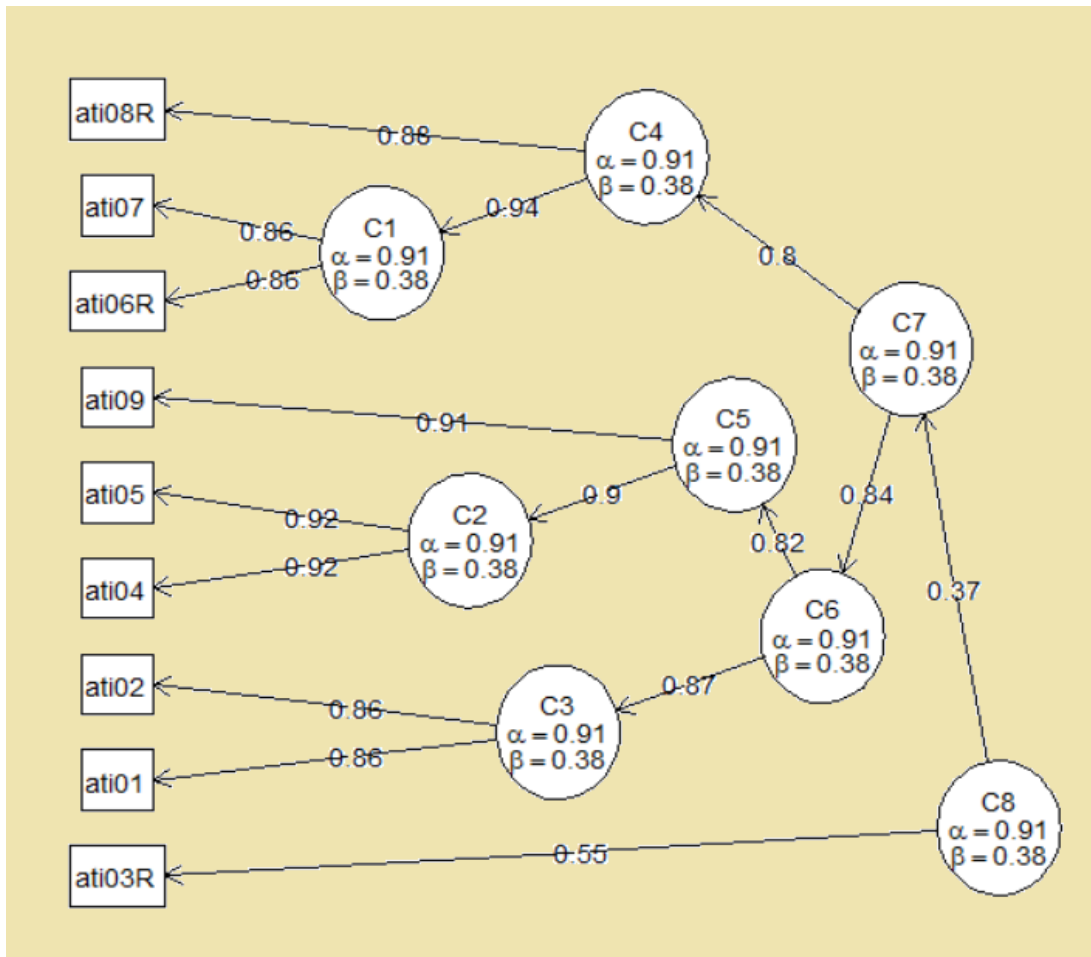 ati08R
0.88
C4
α = 0.91
β = 0.38
0.94
ati07
0.86
C1
α = 0.91
β = 0.38
ati06R
0.86
0.8
C7
α = 0.91
β = 0.38
ati09
0.91
C5
α = 0.91
β = 0.38
0.9
ati05
0.92
C2
α = 0.91
β = 0.38
ati04
0.92
0.84
0.82
C6
α = 0.91
β = 0.38
0.37
0.87
ati02
0.86
C3
α = 0.91
β = 0.38
ati01
0.86
C8
α = 0.91
β = 0.38
ati03R
0.55